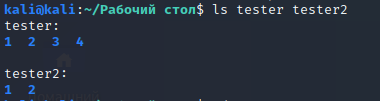 kali@kali:~/Рабочий стол$ ls tester tester2
tester:
1 2 3 4
tester2:
1 2